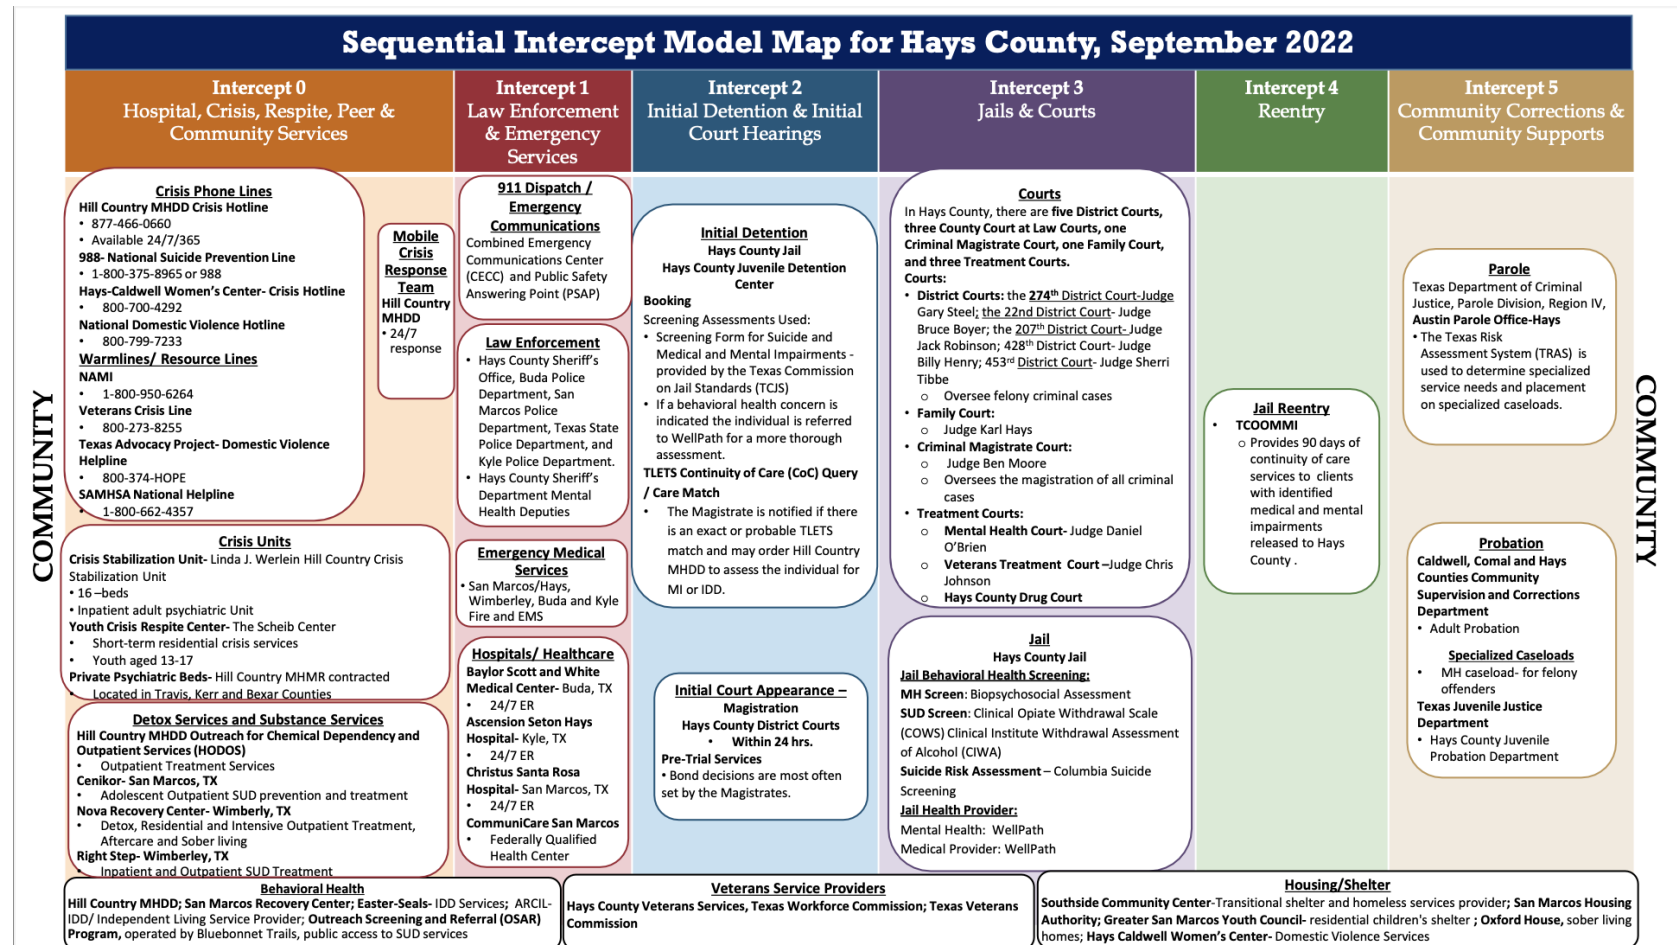 Sequential Intercept Model Map for Hays County, September 2022
Intercept 0
Hospital, Crisis, Respite, Peer &
Community Services
Intercept 1
Law Enforcement
& Emergency
Services
Intercept 2
Initial Detention & Initial
Court Hearings
Intercept 3
Jails & Courts
Intercept 4
Reentry
Intercept 5
Community Corrections &
Community Supports
COMMUNITY
Crisis Phone Lines
Hill Country MHDD Crisis Hotline
• 877-466-0660
• Available 24/7/365
988- National Suicide Prevention Line
• 1-800-375-8965 or 988
Hays-Caldwell Women's Center- Crisis Hotline
• 800-700-4292
National Domestic Violence Hotline
• 800-799-7233
Warmlines/ Resource Lines
NAMI
• 1-800-950-6264
Veterans Crisis Line
• 800-273-8255
Texas Advocacy Project- Domestic Violence
Helpline
• 800-374-HOPE
SAMHSA National Helpline
• 1-800-662-4357
Mobile
Crisis
Response
Team
Hill Country
MHDD
• 24/7
response
Crisis Units
Crisis Stabilization Unit- Linda J. Werlein Hill Country Crisis
Stabilization Unit
• 16 –beds
• Inpatient adult psychiatric Unit
Youth Crisis Respite Center- The Scheib Center
• Short-term residential crisis services
• Youth aged 13-17
Private Psychiatric Beds- Hill Country MHMR contracted
• Located in Travis, Kerr and Bexar Counties
Detox Services and Substance Services
Hill Country MHDD Outreach for Chemical Dependency and
Outpatient Services (HODOS)
• Outpatient Treatment Services
Cenikor- San Marcos, TX
• Adolescent Outpatient SUD prevention and treatment
Nova Recovery Center- Wimberly, TX
• Detox, Residential and Intensive Outpatient Treatment,
Aftercare and Sober living
Right Step- Wimberley, TX
• Inpatient and Outpatient SUD Treatment
911 Dispatch /
Emergency
Communications
Combined Emergency
Communications Center
(CECC) and Public Safety
Answering Point (PSAP)
Law Enforcement
• Hays County Sheriff's
Office, Buda Police
Department, San
Marcos Police
Department, Texas State
Police Department, and
Kyle Police Department.
• Hays County Sheriff's
Department Mental
Health Deputies
Emergency Medical
Services
• San Marcos/Hays,
Wimberley, Buda and Kyle
Fire and EMS
Hospitals/ Healthcare
Baylor Scott and White
Medical Center- Buda, TX
• 24/7 ER
Ascension Seton Hays
Hospital- Kyle, TX
• 24/7 ER
Christus Santa Rosa
Hospital- San Marcos, TX
• 24/7 ER
CommuniCare San Marcos
• Federally Qualified
Health Center
Initial Detention
Hays County Jail
Hays County Juvenile Detention
Center
Booking
Screening Assessments Used:
• Screening Form for Suicide and
Medical and Mental Impairments -
provided by the Texas Commission
on Jail Standards (TCJS)
• If a behavioral health concern is
indicated the individual is referred
to WellPath for a more thorough
assessment.
TLETS Continuity of Care (CoC) Query
/ Care Match
• The Magistrate is notified if there
is an exact or probable TLETS
match and may order Hill Country
MHDD to assess the individual for
MI or IDD.
Initial Court Appearance –
Magistration
Hays County District Courts
• Within 24 hrs.
Pre-Trial Services
• Bond decisions are most often
set by the Magistrates.
Courts
In Hays County, there are five District Courts,
three County Court at Law Courts, one
Criminal Magistrate Court, one Family Court,
and three Treatment Courts.
Courts:
• District Courts: the 274th District Court-Judge
Gary Steel; the 22nd District Court- Judge
Bruce Boyer; the 207th District Court- Judge
Jack Robinson; 428th District Court- Judge
Billy Henry; 453rd District Court- Judge Sherri
Tibbe
o Oversee felony criminal cases
• Family Court:
o Judge Karl Hays
• Criminal Magistrate Court:
o Judge Ben Moore
o Oversees the magistration of all criminal
cases
• Treatment Courts:
o Mental Health Court- Judge Daniel
O'Brien
o Veterans Treatment Court –Judge Chris
Johnson
o Hays County Drug Court
Jail
Hays County Jail
Jail Behavioral Health Screening:
MH Screen: Biopsychosocial Assessment
SUD Screen: Clinical Opiate Withdrawal Scale
(COWS) Clinical Institute Withdrawal Assessment
of Alcohol (CIWA)
Suicide Risk Assessment – Columbia Suicide
Screening
Jail Health Provider:
Mental Health: WellPath
Medical Provider: WellPath
Jail Reentry
• TCOOMMI
o Provides 90 days of
continuity of care
services to clients
with identified
medical and mental
impairments
released to Hays
County .
Parole
Texas Department of Criminal
Justice, Parole Division, Region IV,
Austin Parole Office-Hays
• The Texas Risk
Assessment System (TRAS) is
used to determine specialized
service needs and placement
on specialized caseloads.
Probation
Caldwell, Comal and Hays
Counties Community
Supervision and Corrections
Department
• Adult Probation
Specialized Caseloads
• MH caseload- for felony
offenders
Texas Juvenile Justice
Department
• Hays County Juvenile
Probation Department
COMMUNITY
Behavioral Health
Hill Country MHDD; San Marcos Recovery Center; Easter-Seals- IDD Services; ARCIL-
IDD/ Independent Living Service Provider; Outreach Screening and Referral (OSAR)
Program, operated by Bluebonnet Trails, public access to SUD services
Veterans Service Providers
Hays County Veterans Services, Texas Workforce Commission; Texas Veterans
Commission
Housing/Shelter
Southside Community Center-Transitional shelter and homeless services provider; San Marcos Housing
Authority; Greater San Marcos Youth Council- residential children's shelter ; Oxford House, sober living
homes; Hays Caldwell Women's Center- Domestic Violence Services